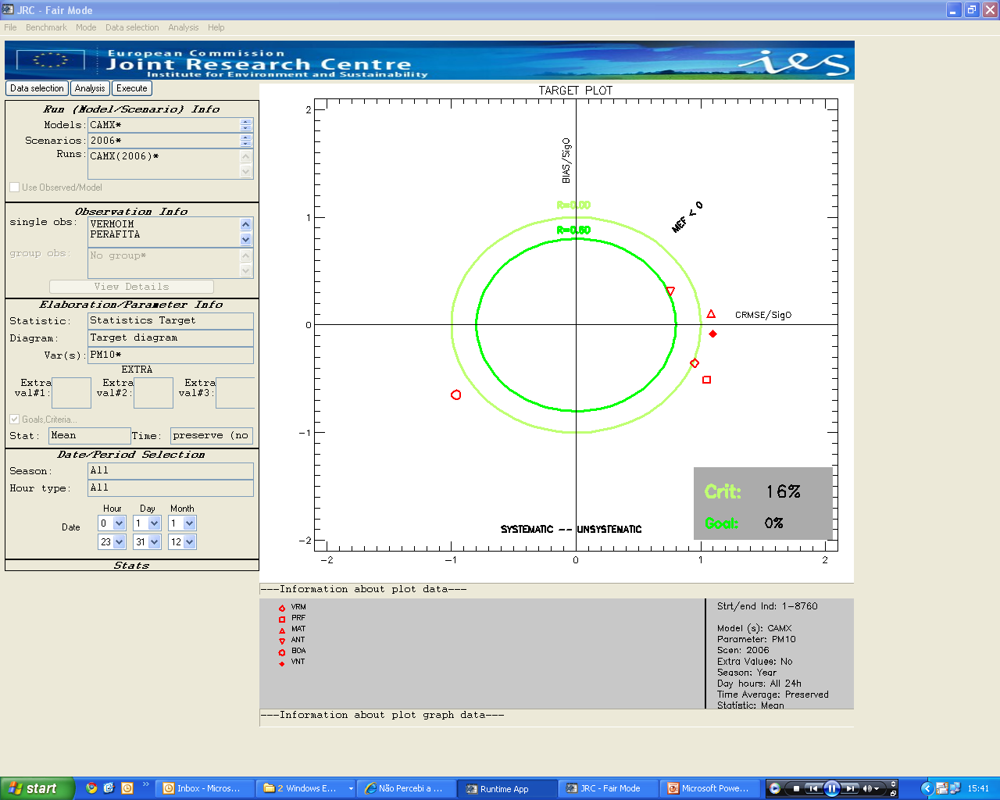 JRC - Fair Mode
File Benchmark Mode Data selection Analysis Help
European Commission
Joint Research Centre
Institute for Environment and Sustainability
ies
Data selection Analysis Execute
Run (Model/Scenario) Info
Models: CAMX*
Scenarios: 2006*
Runs: CAMX(2006)*
Use Observed/Model
Observation Info
single obs: VERMOIM
PERAFITA
group obs: No group*
View Details
Elaboration/Parameter Info
Statistic: Statistics Target
Diagram: Target diagram
Var(s): PM10*
EXTRA
Extra val#1: Extra val#2: Extra val#3:
Goals,Criteria...
Stat: Mean Time: preserve (no
Date/Period Selection
Season: All
Hour type: All
Hour Day Month
Date 0 1 1
23 31 12
Stats
TARGET PLOT
BIAS/SigO
R=0.00
R=0.50
MEF < 0
CRMSE/SigO
2
1
0
-1
-2
Crit: 16%
Goal: 0%
SYSTEMATIC -- UNSYSTEMATIC
-2 -1 0 1 2
---Information about plot data---
VRM
PRF
MAT
ANT
BOA
VNT
Strt/end Ind: 1-8760
Model (s): CAMX
Parameter: PM10
Scen: 2006
Extra Values: No
Season: Year
Day hours: All 24h
Time Average: Preserved
Statistic: Mean
---Information about plot graph data---
start » Inbox - Micros... 2 Windows E... Não Percebi a ... Runtime App JRC - Fair Mode Microsoft Powe... 15:41